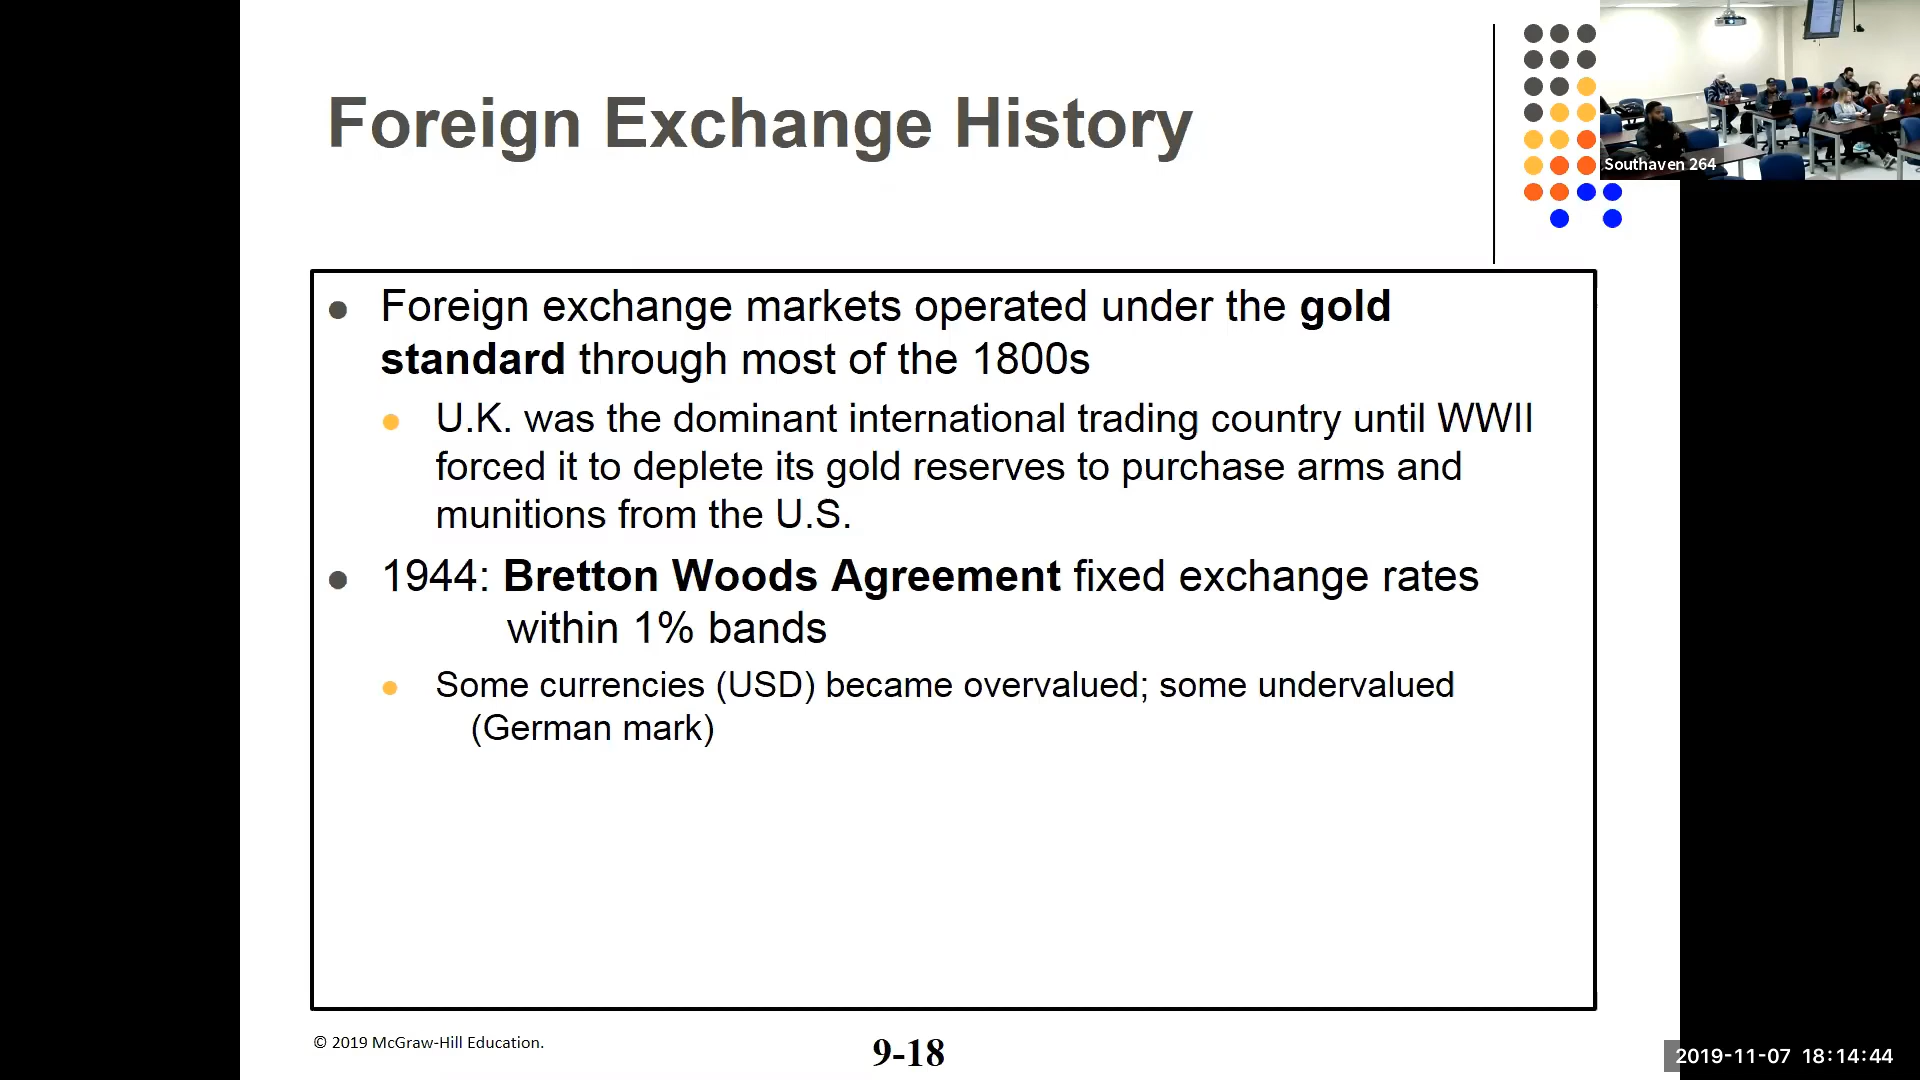 Foreign Exchange History
Southaven 264
Foreign exchange markets operated under the gold
standard through most of the 1800s
U.K. was the dominant international trading country until WWII
forced it to deplete its gold reserves to purchase arms and
munitions from the U.S.
1944: Bretton Woods Agreement fixed exchange rates
within 1% bands
Some currencies (USD) became overvalued; some undervalued
(German mark)
© 2019 McGraw-Hill Education.
9-18
2019-11-07 18:14:44